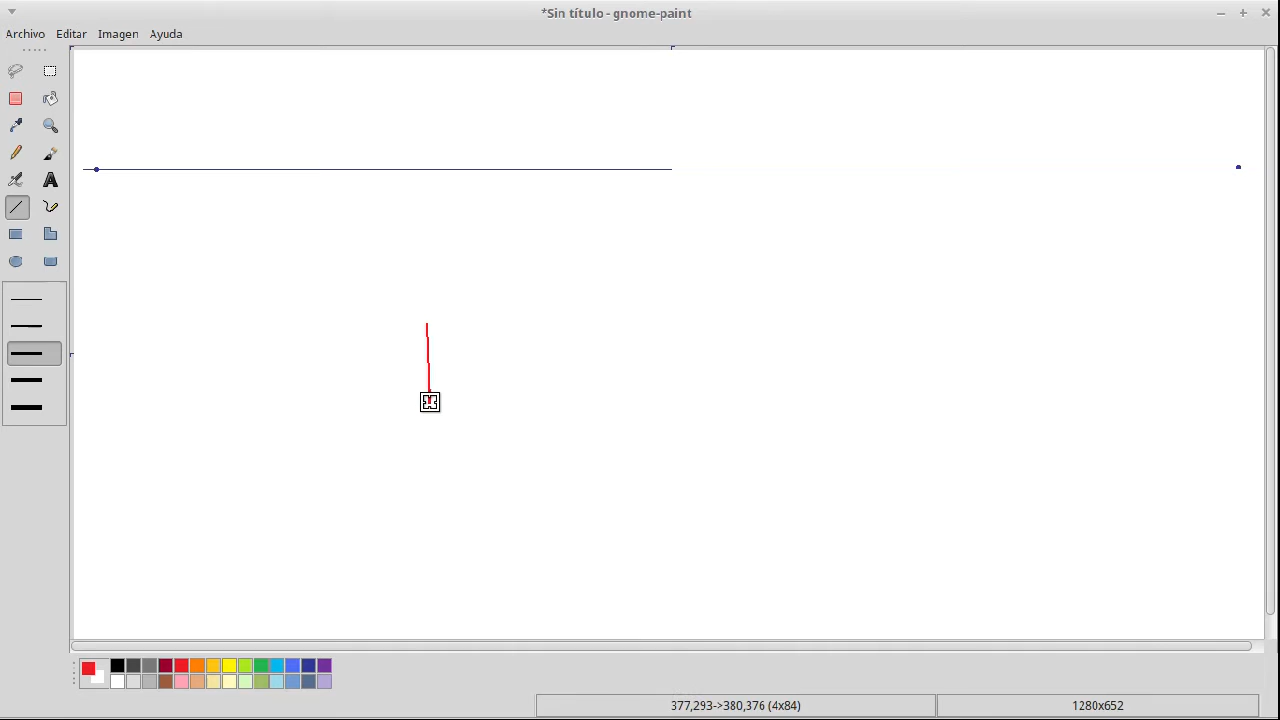 *Sin título - gnome-paint
Archivo Editar Imagen Ayuda
A
377,293->380,376 (4x84)
1280x652